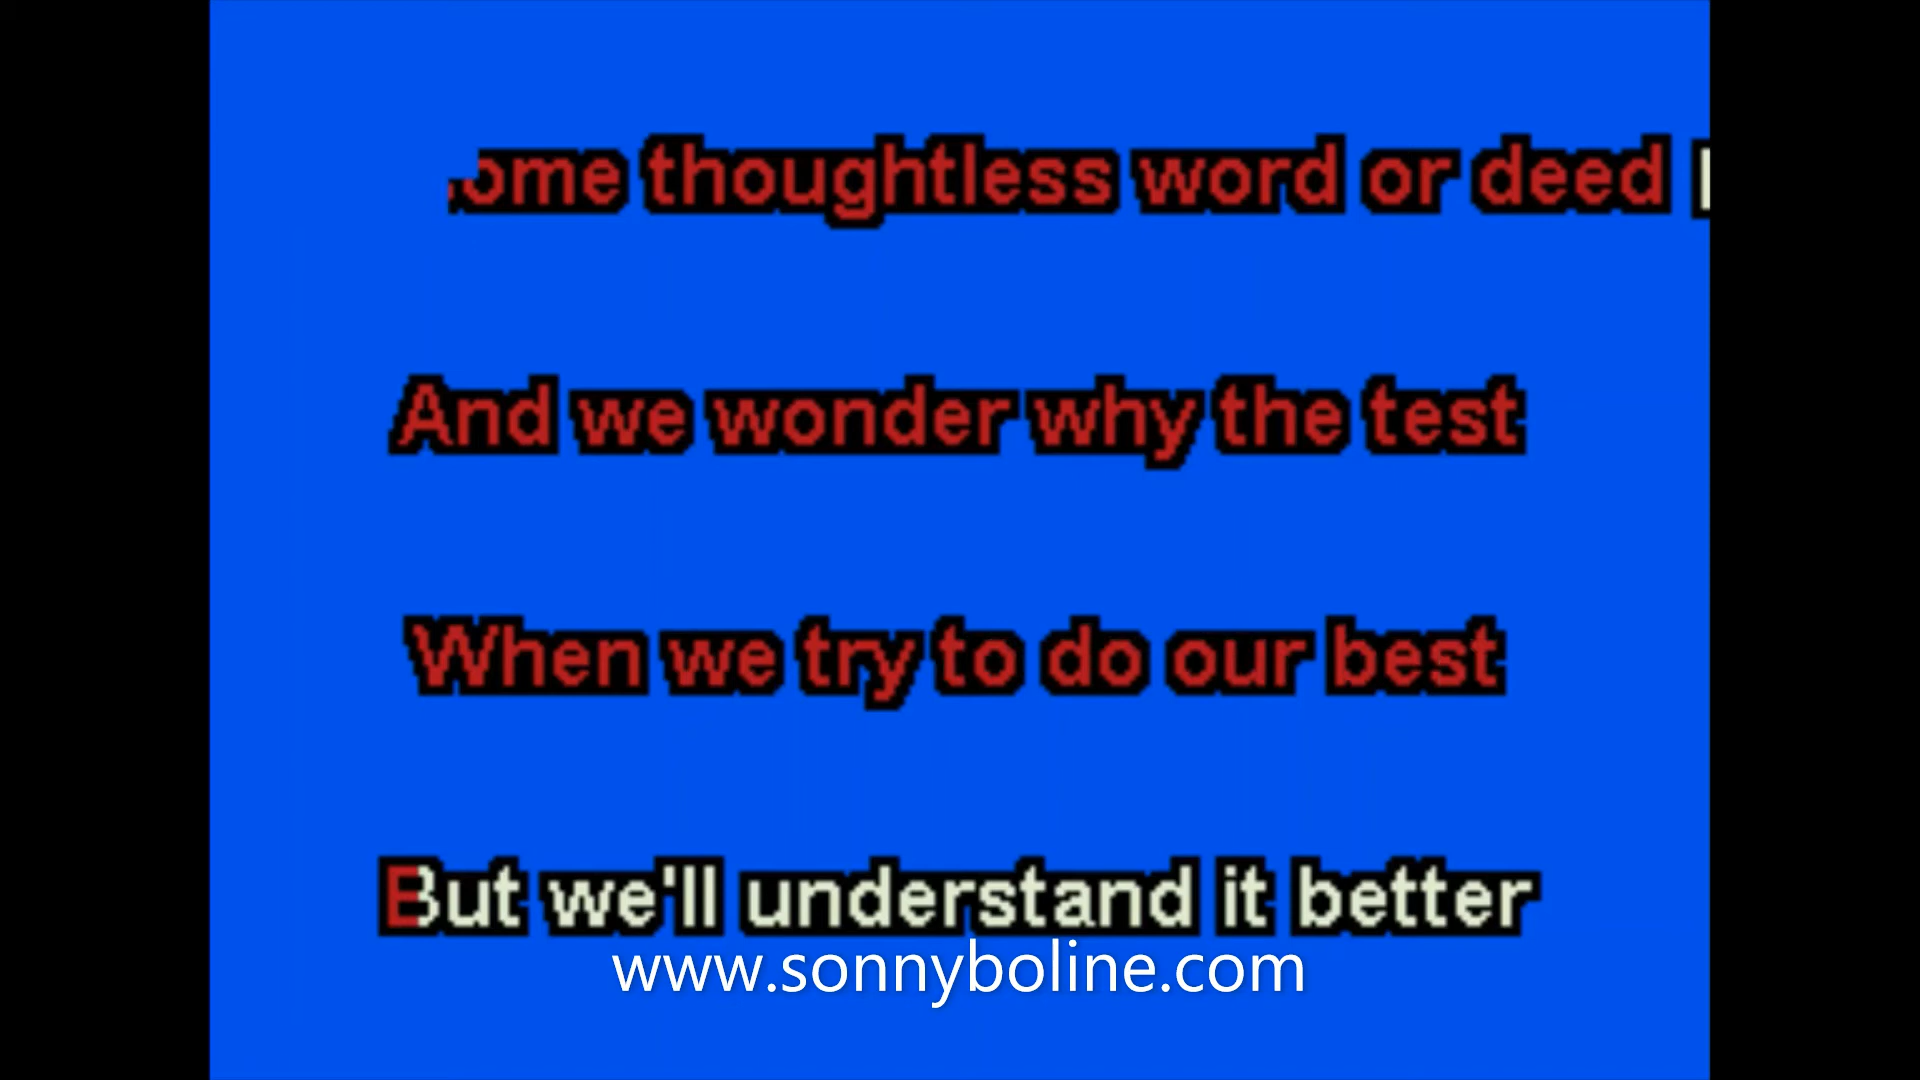 ome thoughtless word or deed
And we wonder why the test
When we try to do our best
But we'll understand it better
www.sonnyboline.com